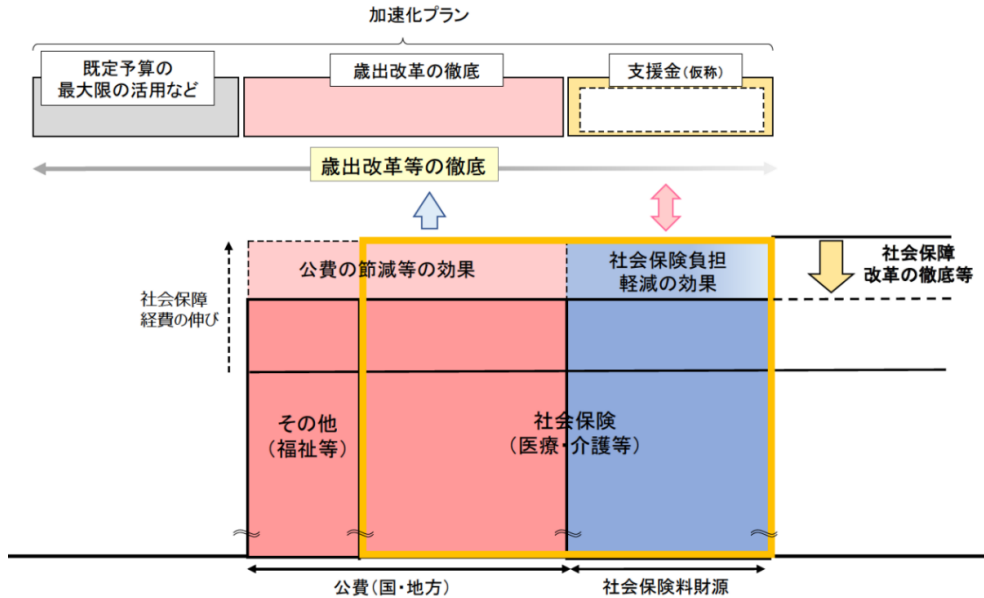 加速化プラン
既定予算の
最大限の活用など
歳出改革の徹底
支援金(仮称)
歳出改革等の徹底
公費の節減等の効果
社会保険負担
軽減の効果
社会保障
改革の徹底等
社会保障
経費の伸び
その他
(福祉等)
社会保険
(医療・介護等)
公費(国・地方)
社会保険料財源